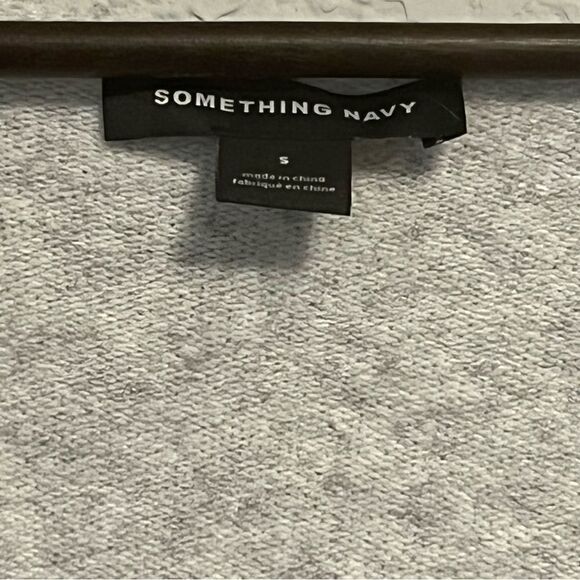 SOMETHING NAVY
S
made in china
fabriqué en chine